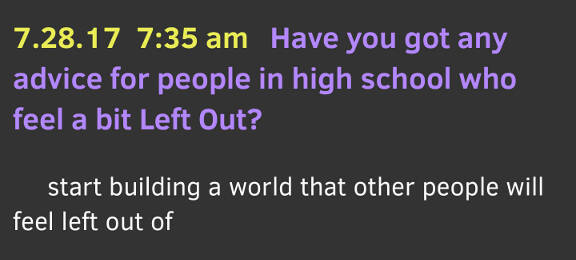 7.28.17 7:35 am Have you got any
advice for people in high school who
feel a bit Left Out?
start building a world that other people will
feel left out of